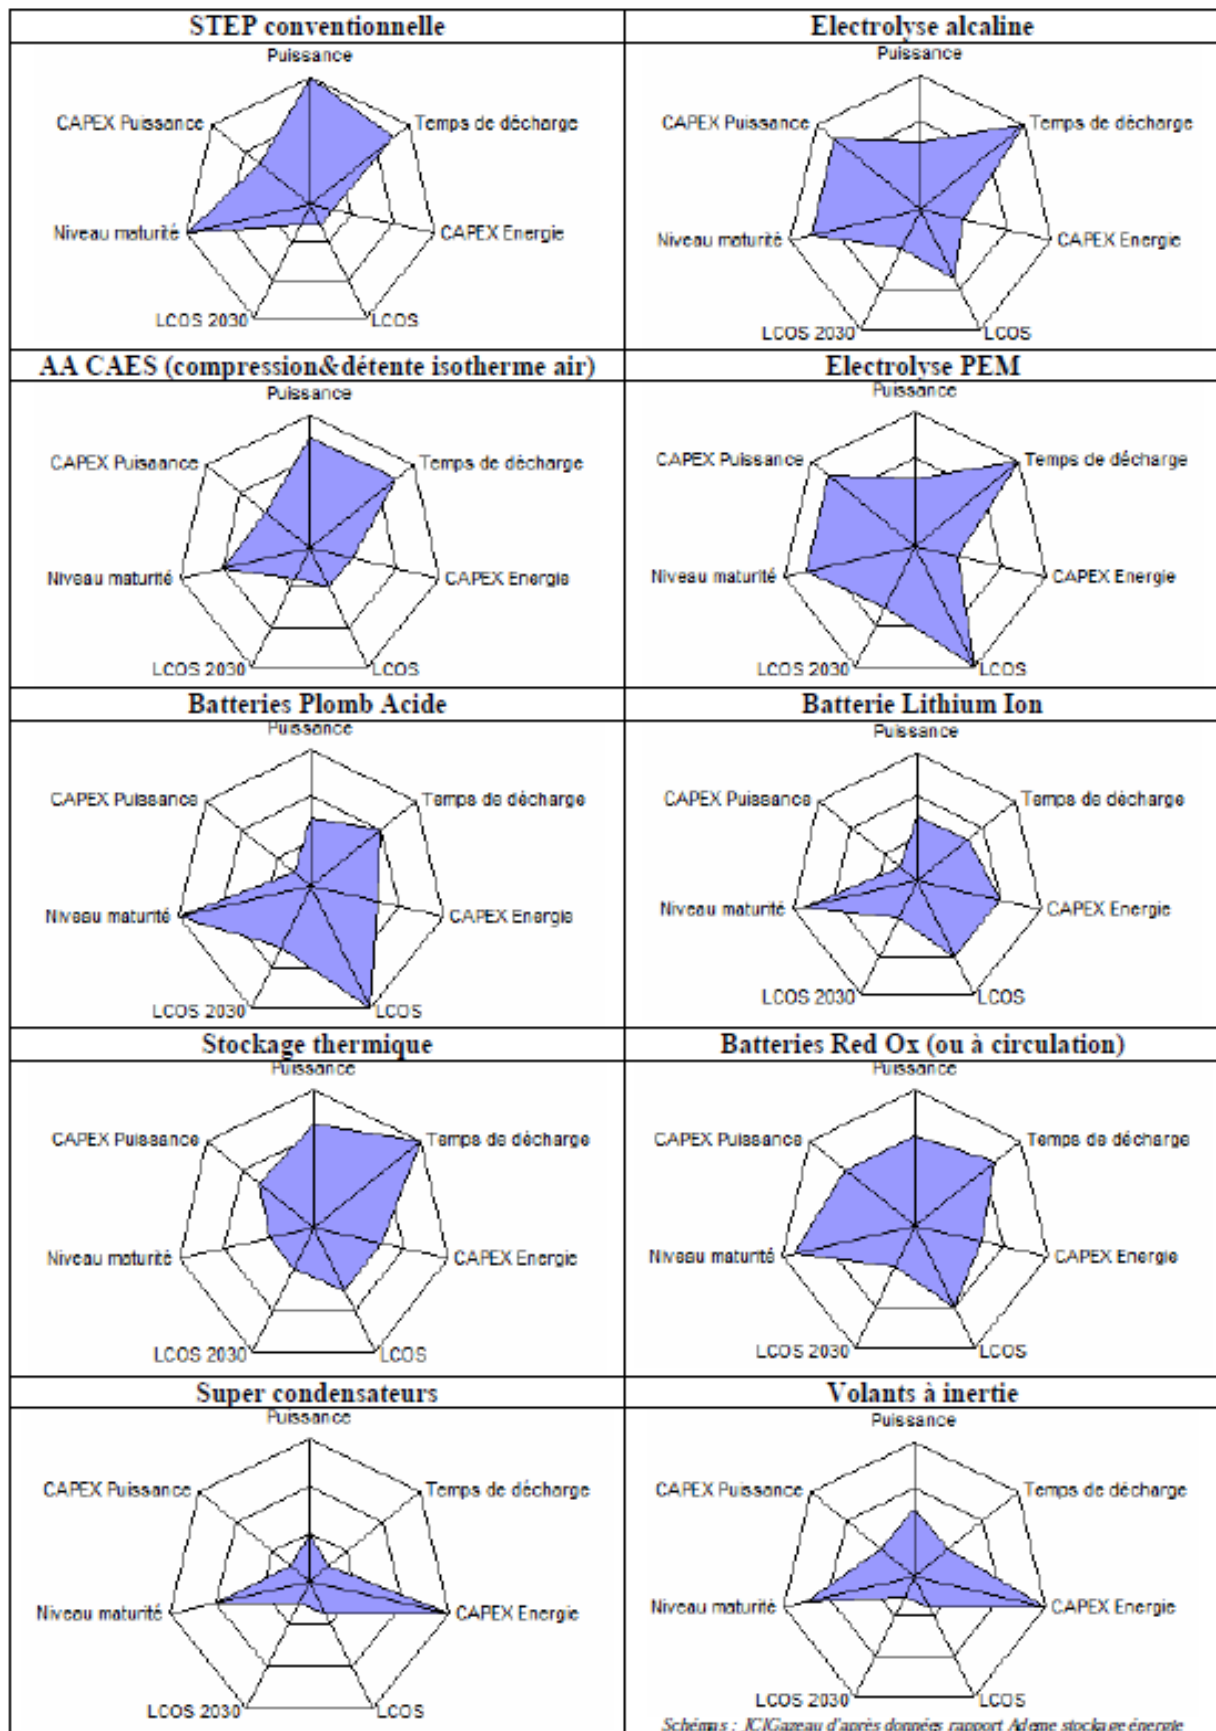 STEP conventionnelle
Puissance
CAPEX Puissance
Temps de décharge
Niveau maturité
CAPEX Energie
LCOS 2030
LCOS
Electrolyse alcaline
Puissance
CAPEX Puissance
Temps de décharge
Niveau maturité
CAPEX Energie
LCOS 2030
LCOS
AA CAES (compression&détente isotherme air)
Puissance
CAPEX Puissance
Temps de décharge
Niveau maturité
CAPEX Energie
LCOS 2030
LCOS
Electrolyse PEM
Puissance
CAPEX Puissance
Temps de décharge
Niveau maturité
CAPEX Energie
LCOS 2030
LCOS
Batteries Plomb Acide
Puissance
CAPEX Puissance
Temps de décharge
Niveau maturité
CAPEX Energie
LCOS 2030
LCOS
Batterie Lithium Ion
Puissance
CAPEX Puissance
Temps de décharge
Niveau maturité
CAPEX Energie
LCOS 2030
LCOS
Stockage thermique
Puissance
CAPEX Puissance
Temps de décharge
Niveau maturité
CAPEX Energie
LCOS 2030
LCOS
Batteries Red Ox (ou à circulation)
Puissance
CAPEX Puissance
Temps de décharge
Niveau maturité
CAPEX Energie
LCOS 2030
LCOS
Super condensateurs
Puissance
CAPEX Puissance
Temps de décharge
Niveau maturité
CAPEX Energie
LCOS 2030
LCOS
Volants à inertie
Puissance
CAPEX Puissance
Temps de décharge
Niveau maturité
CAPEX Energie
LCOS 2030
LCOS
Schémas : JClGazeau d'après données rapport Ademe stockage énergie